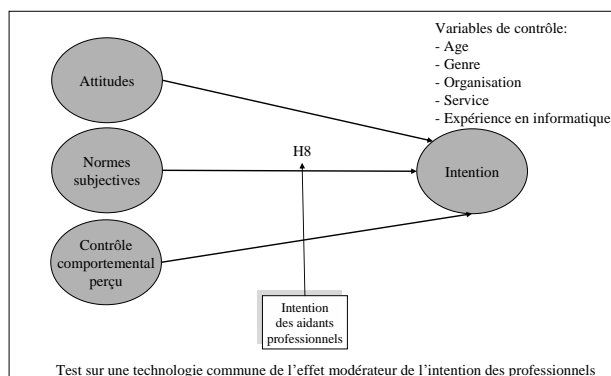 Variables de contrôle:
- Age
- Genre
- Organisation
- Service
- Expérience en informatique
Attitudes
H8
Normes
subjectives
Intention
Contrôle
comportemental
perçu
Intention
des aidants
professionnels
Test sur une technologie commune de l'effet modérateur de l'intention des professionnels